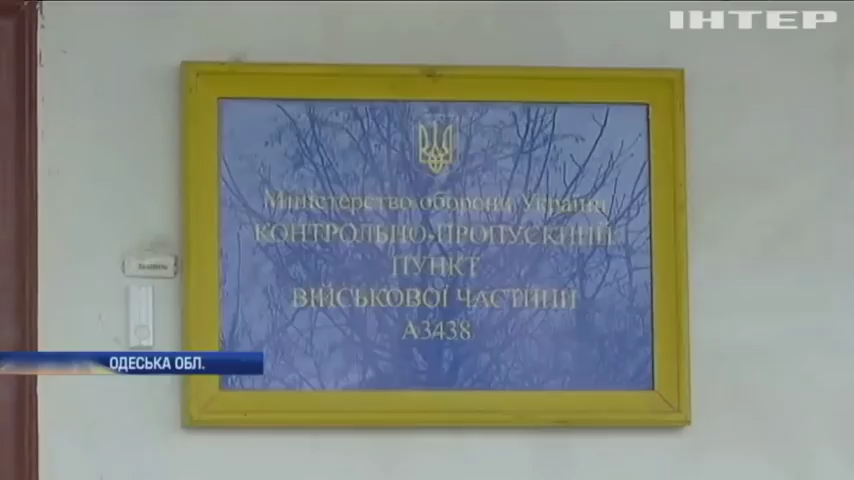 ІНТЕР
Міністерство оборони України
КОНТРОЛЬНО-ПРОПУСКНИЙ
ПУНКТ
ВІЙСЬКОВОЇ ЧАСТИНИ
А3438
ОДЕСЬКА ОБЛ.